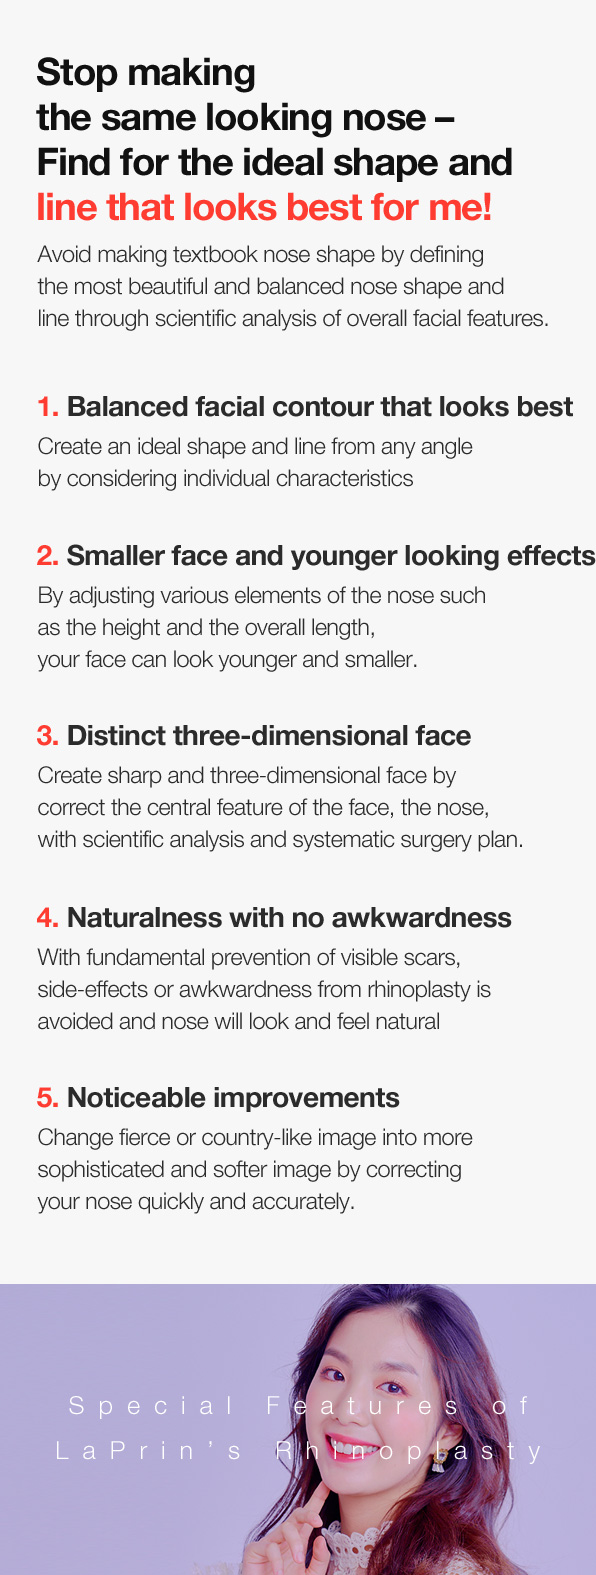 Stop making
the same looking nose –
Find for the ideal shape and
line that looks best for me!
Avoid making textbook nose shape by defining
the most beautiful and balanced nose shape and
line through scientific analysis of overall facial features.
1. Balanced facial contour that looks best
Create an ideal shape and line from any angle
by considering individual characteristics
2. Smaller face and younger looking effects
By adjusting various elements of the nose such
as the height and the overall length,
your face can look younger and smaller.
3. Distinct three-dimensional face
Create sharp and three-dimensional face by
correct the central feature of the face, the nose,
with scientific analysis and systematic surgery plan.
4. Naturalness with no awkwardness
With fundamental prevention of visible scars,
side-effects or awkwardness from rhinoplasty is
avoided and nose will look and feel natural
5. Noticeable improvements
Change fierce or country-like image into more
sophisticated and softer image by correcting
your nose quickly and accurately.
Special Features of
LaPrin’s Rhinoplasty